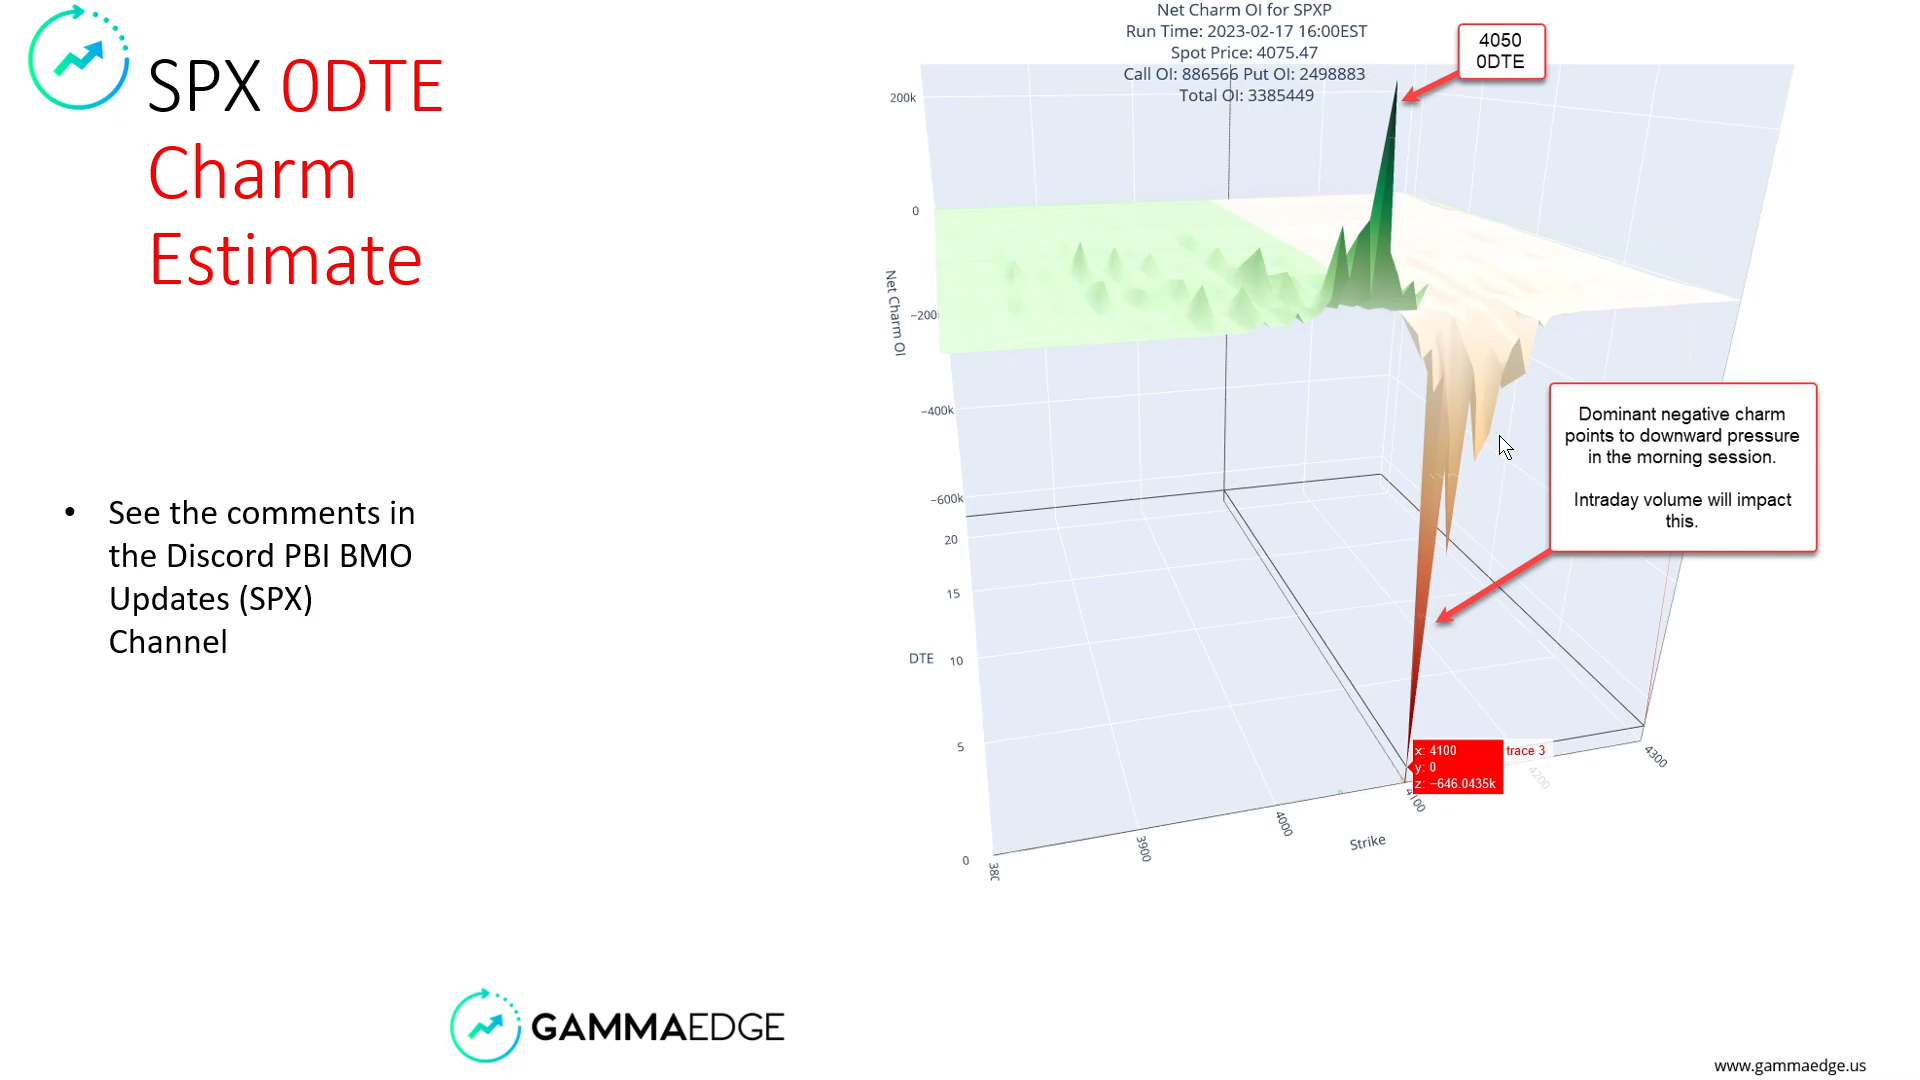 SPX 0DTE
Charm
Estimate
• See the comments in
the Discord PBI BMO
Updates (SPX)
Channel
Net Charm OI for SPXP
Run Time: 2023-02-17 16:00EST
Spot Price: 4075.47
Call OI: 886566 Put OI: 2498883
Total OI: 3385449
4050
0DTE
200k
0
−200
−400k
−600k
Net Charm OI
20
15
10
5
0
DTE
380
3900
4000
4100
4200
4300
Strike
Dominant negative charm
points to downward pressure
in the morning session.
Intraday volume will impact
this.
x: 4100
y: 0
z: −646.0435k
trace 3
GAMMAEDGE
www.gammaedge.us